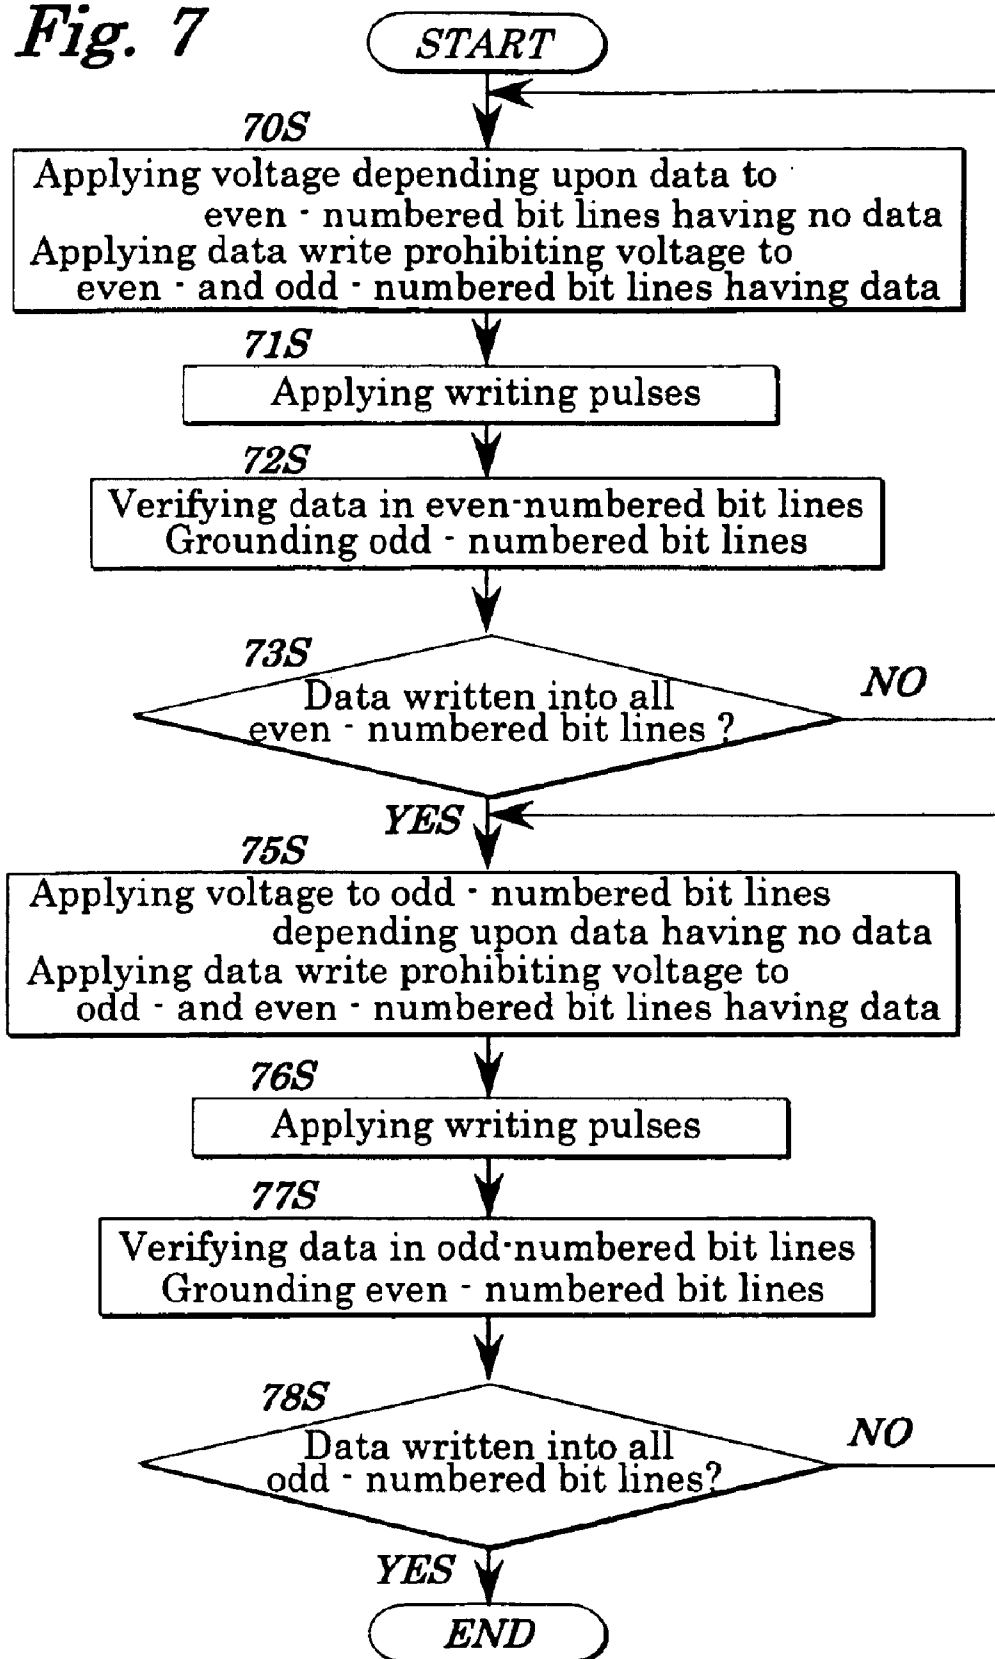 Fig. 7
START
70S
Applying voltage depending upon data to
even - numbered bit lines having no data
Applying data write prohibiting voltage to
even - and odd - numbered bit lines having data
71S
Applying writing pulses
72S
Verifying data in even-numbered bit lines
Grounding odd - numbered bit lines
73S
Data written into all
even - numbered bit lines ?
NO
YES
75S
Applying voltage to odd - numbered bit lines
depending upon data having no data
Applying data write prohibiting voltage to
odd - and even - numbered bit lines having data
76S
Applying writing pulses
77S
Verifying data in odd-numbered bit lines
Grounding even - numbered bit lines
78S
Data written into all
odd - numbered bit lines?
NO
YES
END